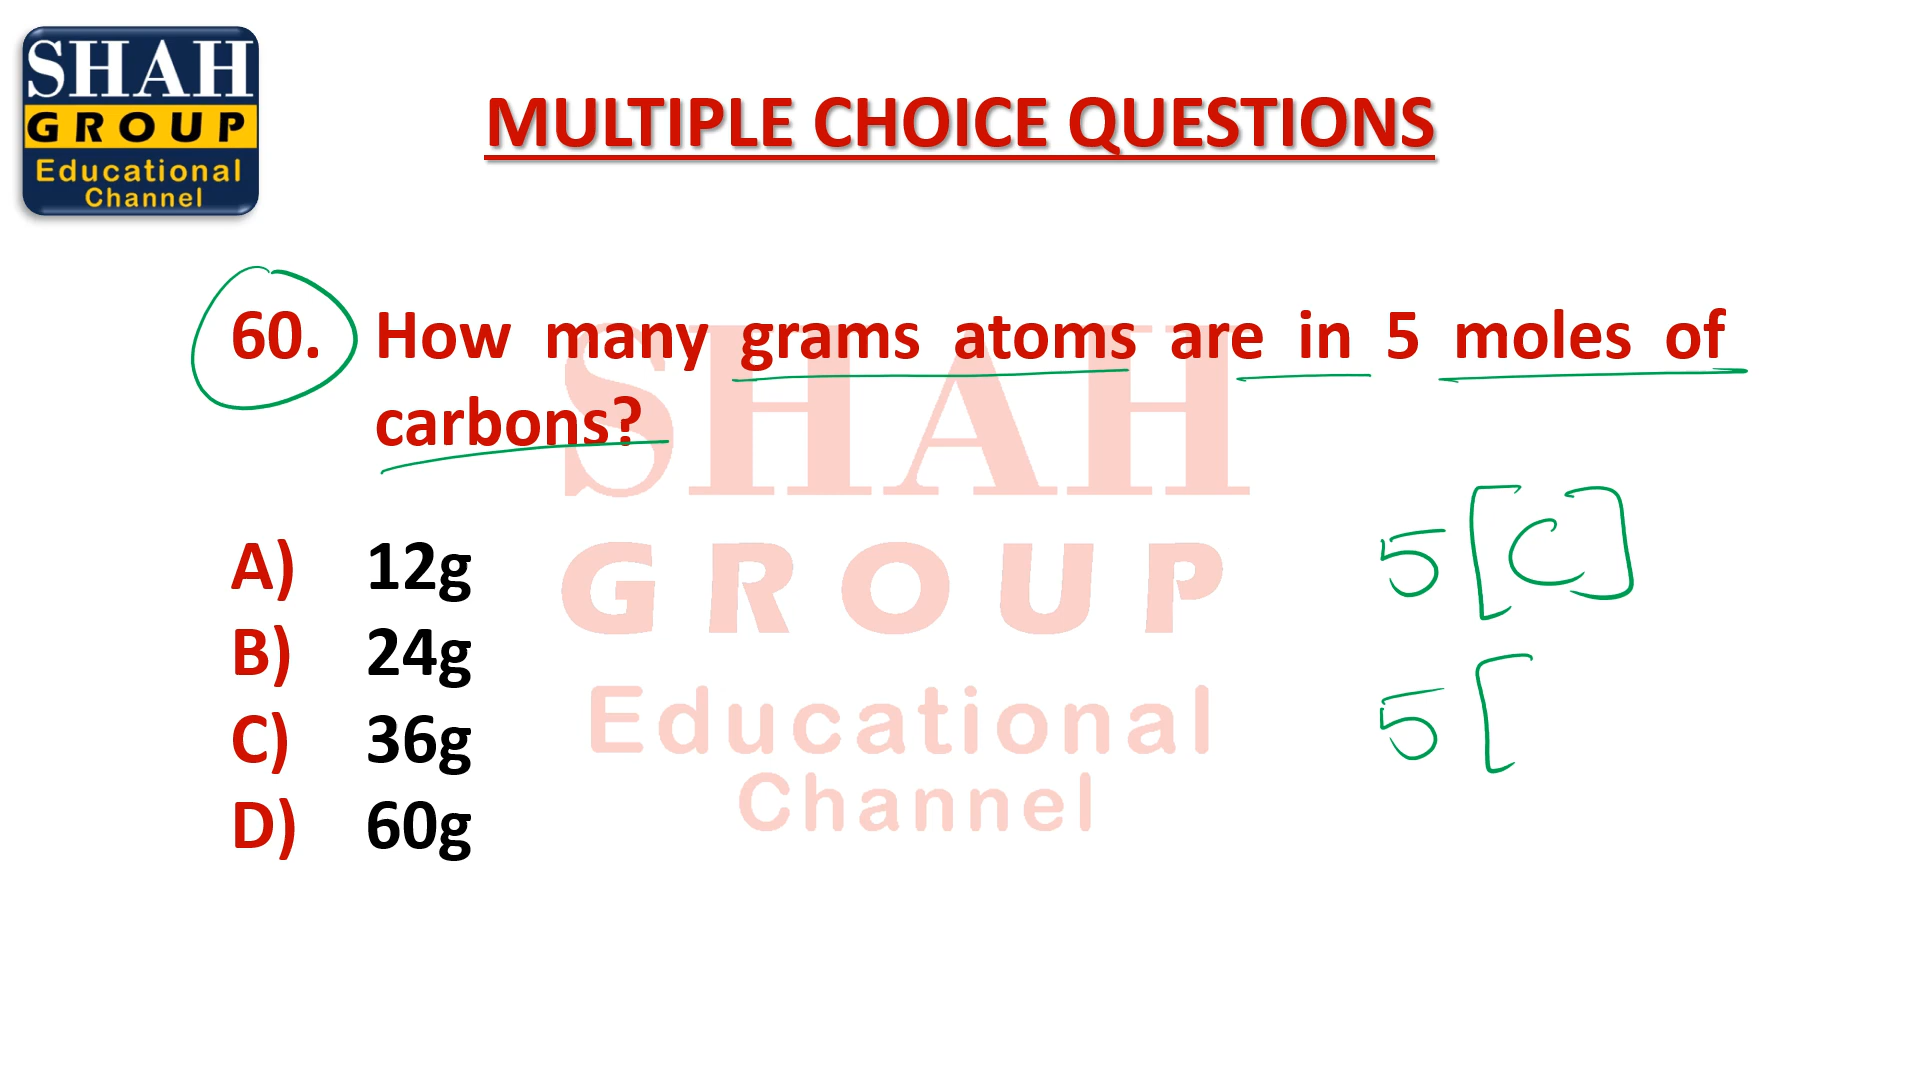 SHAH
GROUP
Educational
Channel
MULTIPLE CHOICE QUESTIONS
60. How many grams atoms are in 5 moles of
carbons?
A) 12g
B) 24g
C) 36g
D) 60g
5 [C]
5 [
SHAH
GROUP
Educational
Channel